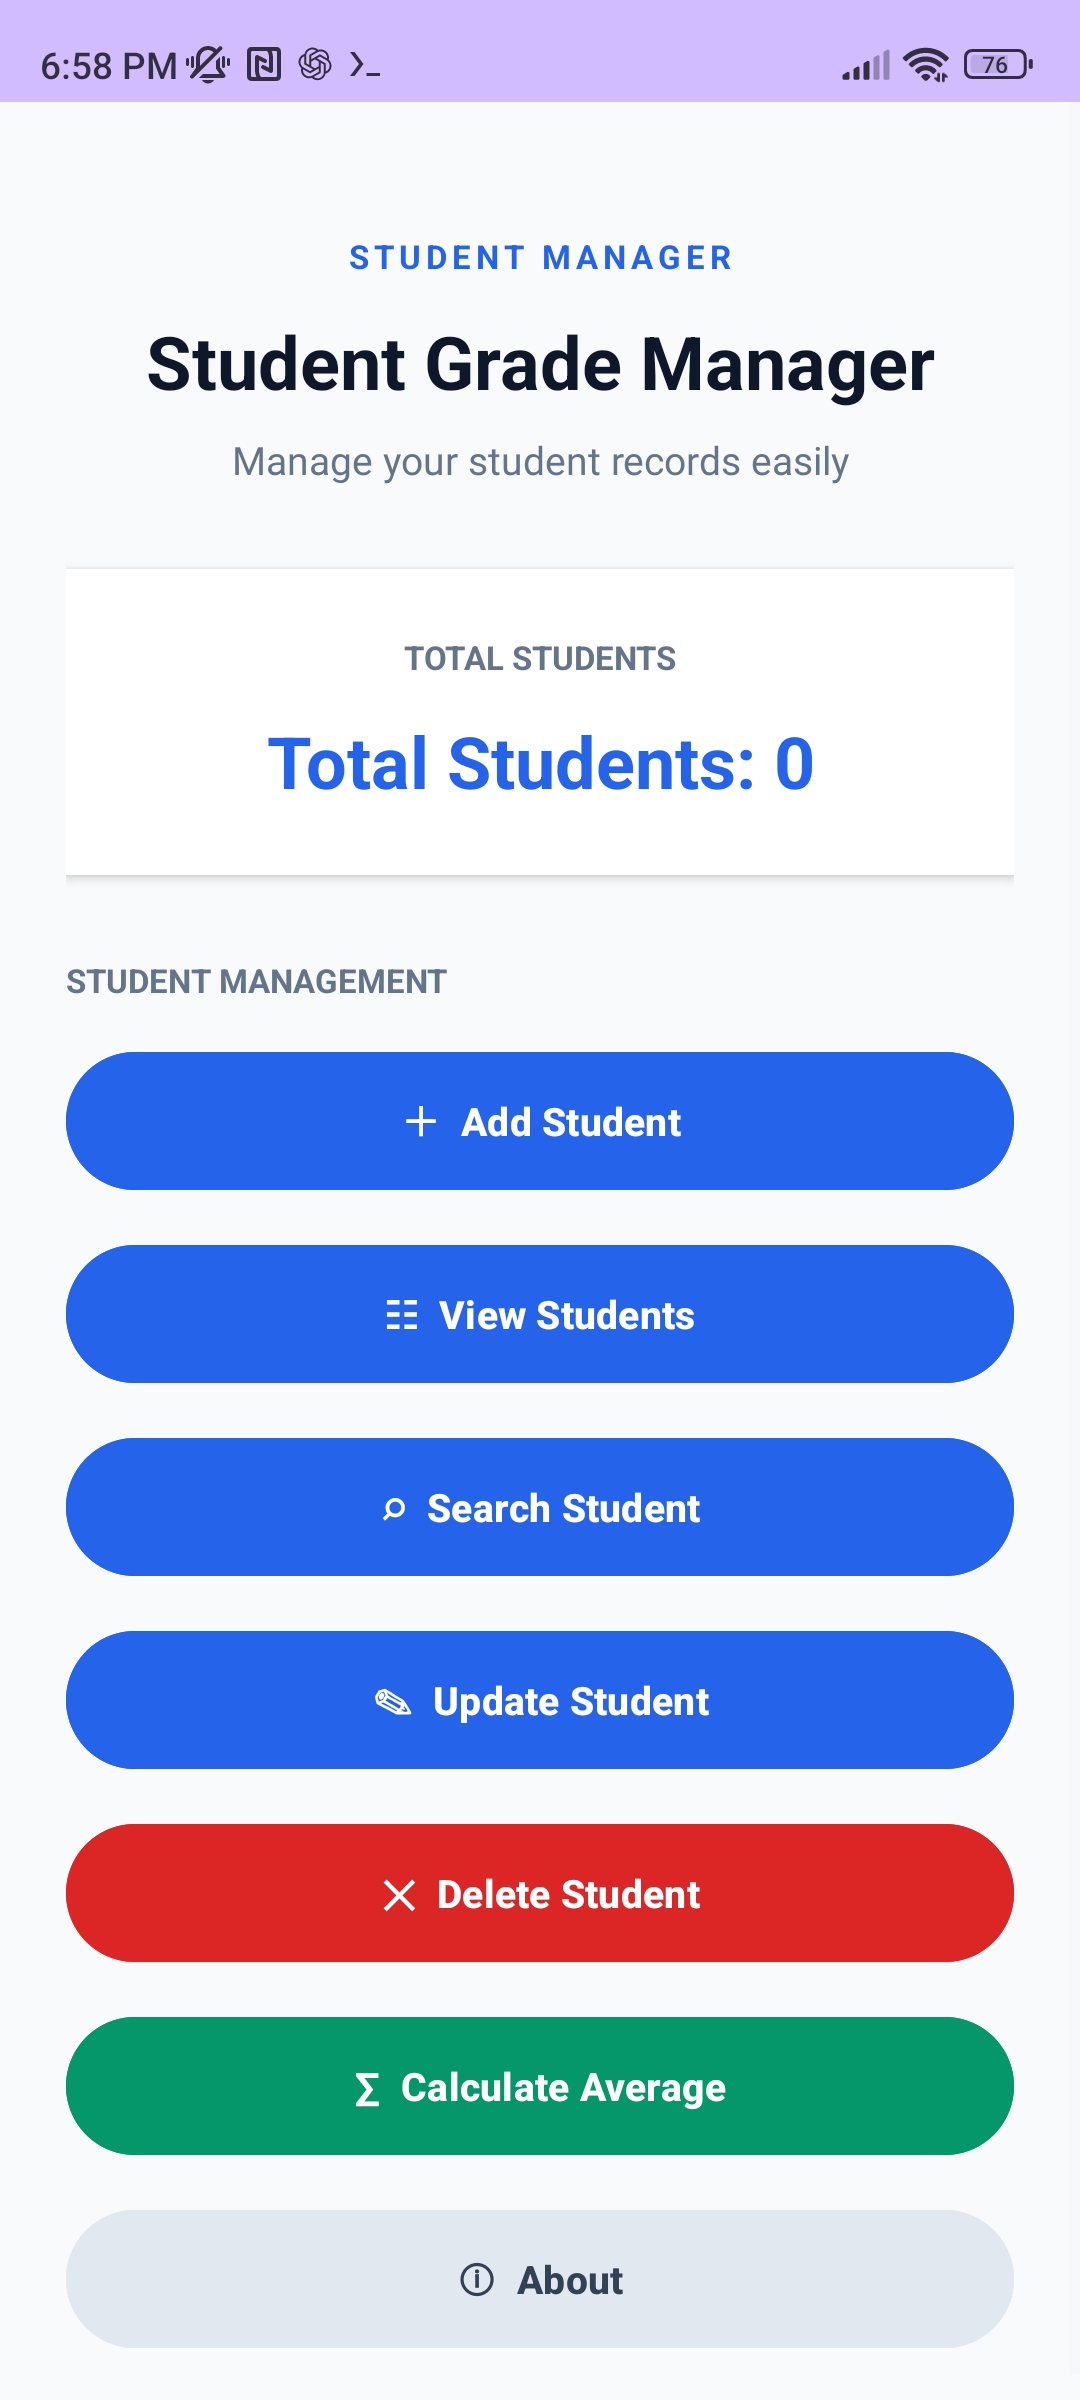 6:58 PM
76
STUDENT MANAGER
Student Grade Manager
Manage your student records easily
TOTAL STUDENTS
Total Students: 0
STUDENT MANAGEMENT
+ Add Student
☷ View Students
⌕ Search Student
✎ Update Student
✕ Delete Student
∑ Calculate Average
ⓘ About